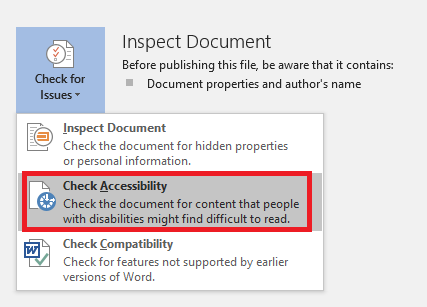 Check for
Issues
Inspect Document
Before publishing this file, be aware that it contains:
Document properties and author's name
Inspect Document
Check the document for hidden properties
or personal information.
Check Accessibility
Check the document for content that people
with disabilities might find difficult to read.
Check Compatibility
Check for features not supported by earlier
versions of Word.